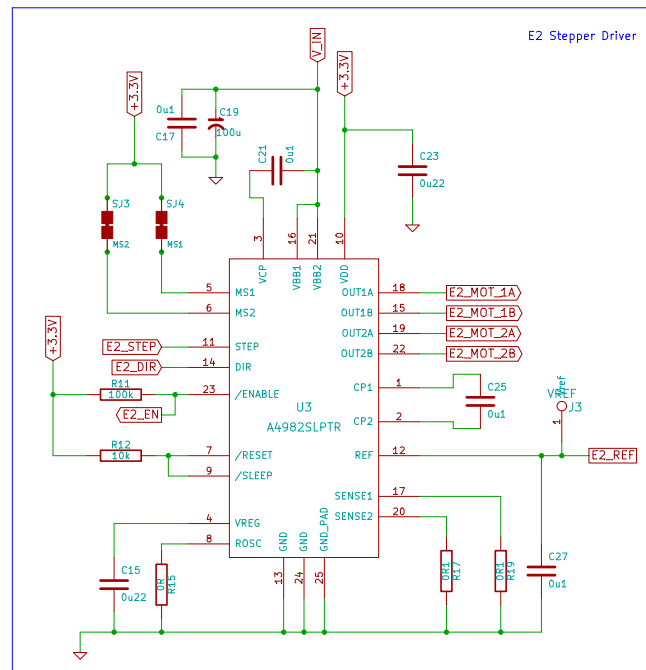 E2 Stepper Driver
V_IN
+3.3V
+3.3V
0u1
C17
C19
100u
C21
0u1
C23
0u22
SJ3
MS2
SJ4
MS1
3
16
21
10
VCP
VBB1
VBB2
VDD
5
MS1
6
MS2
OUT1A
18
E2_MOT_1A
OUT1B
15
E2_MOT_1B
OUT2A
19
E2_MOT_2A
OUT2B
22
E2_MOT_2B
+3.3V
E2_STEP
11
STEP
E2_DIR
14
DIR
R11
100k
23
/ENABLE
E2_EN
CP1
1
C25
0u1
CP2
2
U3
A4982SLPTR
VREF
Vref
J3
1
R12
10k
7
/RESET
9
/SLEEP
REF
12
E2_REF
SENSE1
17
SENSE2
20
4
VREG
8
ROSC
GND
GND
GND_PAD
13
24
25
C15
0u22
0R
R15
0R1
R17
0R1
R19
C27
0u1